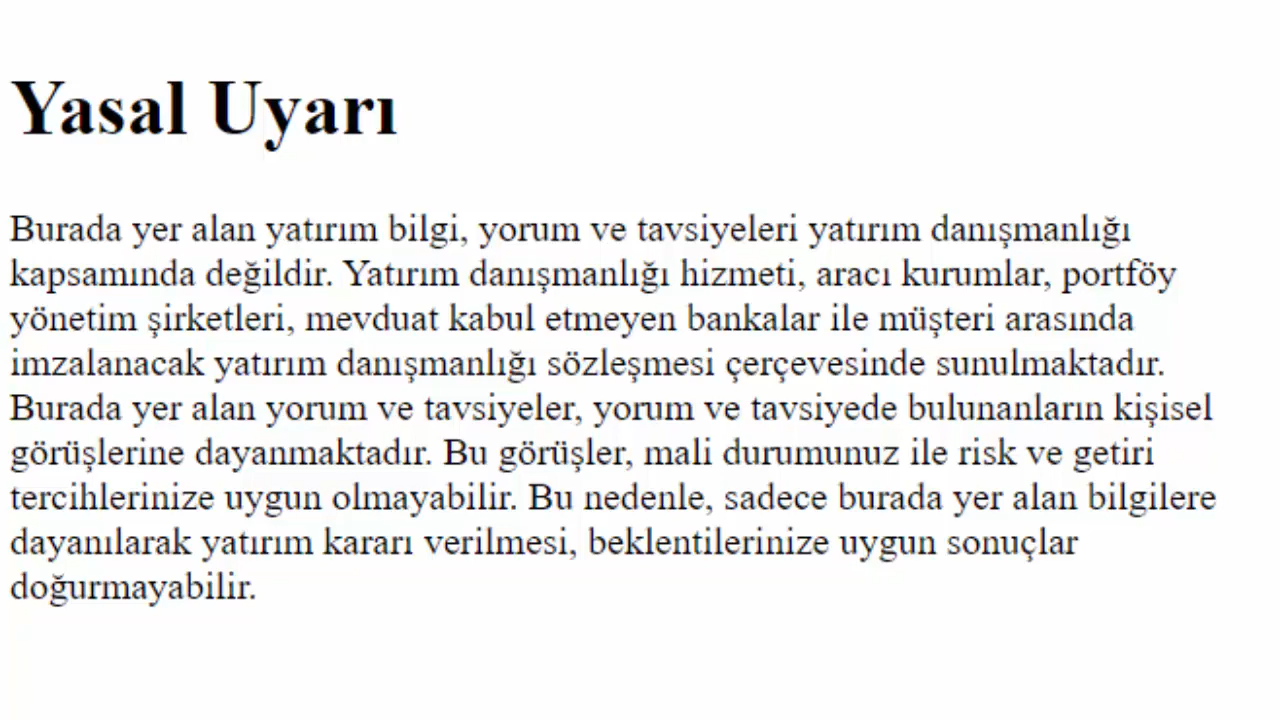 Yasal Uyarı
Burada yer alan yatırım bilgi, yorum ve tavsiyeleri yatırım danışmanlığı
kapsamında değildir. Yatırım danışmanlığı hizmeti, aracı kurumlar, portföy
yönetim şirketleri, mevduat kabul etmeyen bankalar ile müşteri arasında
imzalanacak yatırım danışmanlığı sözleşmesi çerçevesinde sunulmaktadır.
Burada yer alan yorum ve tavsiyeler, yorum ve tavsiyede bulunanların kişisel
görüşlerine dayanmaktadır. Bu görüşler, mali durumunuz ile risk ve getiri
tercihlerinize uygun olmayabilir. Bu nedenle, sadece burada yer alan bilgilere
dayanılarak yatırım kararı verilmesi, beklentilerinize uygun sonuçlar
doğurmayabilir.